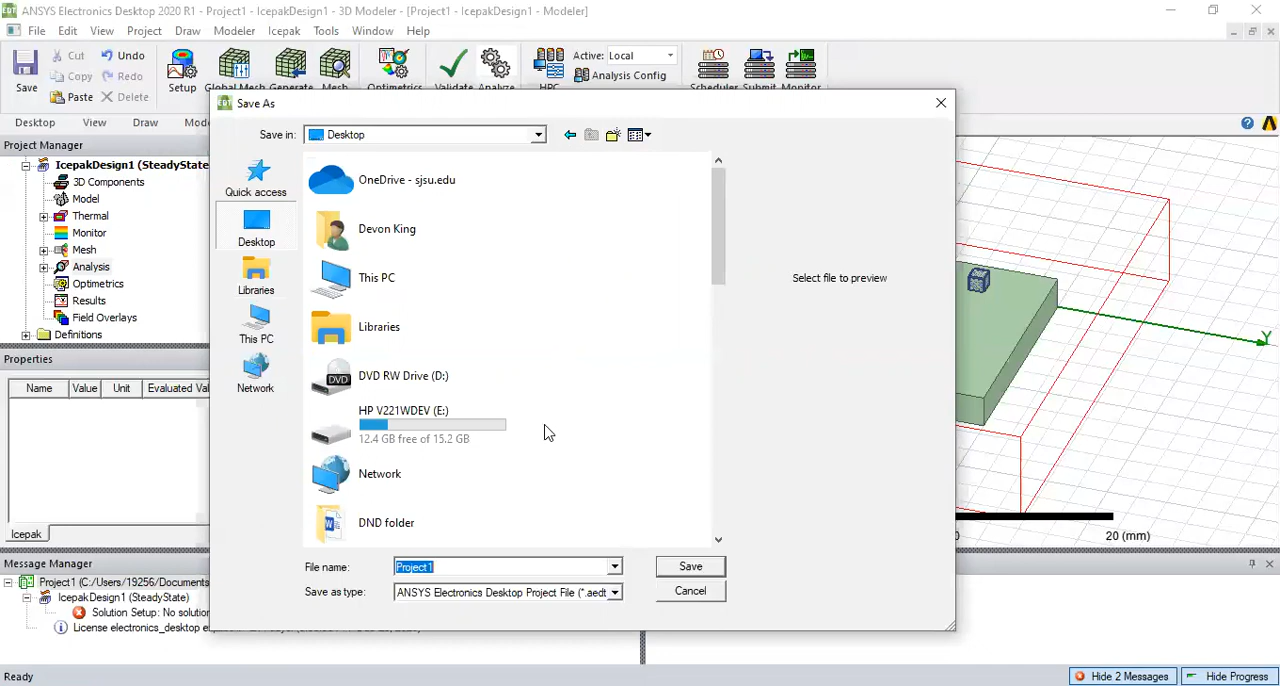 ANSYS Electronics Desktop 2020 R1 - Project1 - IcepakDesign1 - 3D Modeler - [Project1 - IcepakDesign1 - Modeler]
File Edit View Project Draw Modeler Icepak Tools Window Help
Save
Cut
Copy
Paste
Undo
Redo
Delete
Setup
Global Mesh
Generate
Mesh
Optimetrics
Validate
Analyze
HPC
Active: Local
Analysis Config
Scheduler
Submit
Monitor
Desktop View Draw
Project Manager
IcepakDesign1 (SteadyState
3D Components
Model
Thermal
Monitor
Mesh
Analysis
Optimetrics
Results
Field Overlays
Definitions
Properties
Name Value Unit Evaluated Va
Icepak
Message Manager
Project1 (C:/Users/19256/Documents
IcepakDesign1 (SteadyState)
Solution Setup: No solution
License electronics_desktop
Save As
Save in: Desktop
Quick access
Desktop
Libraries
This PC
Network
OneDrive - sjsu.edu
Devon King
This PC
Libraries
DVD RW Drive (D:)
HP V221WDEV (E:)
12.4 GB free of 15.2 GB
Network
DND folder
Select file to preview
File name: Project1
Save as type: ANSYS Electronics Desktop Project File (*.aedt
Save
Cancel
Y
20 (mm)
Ready
Hide 2 Messages
Hide Progress